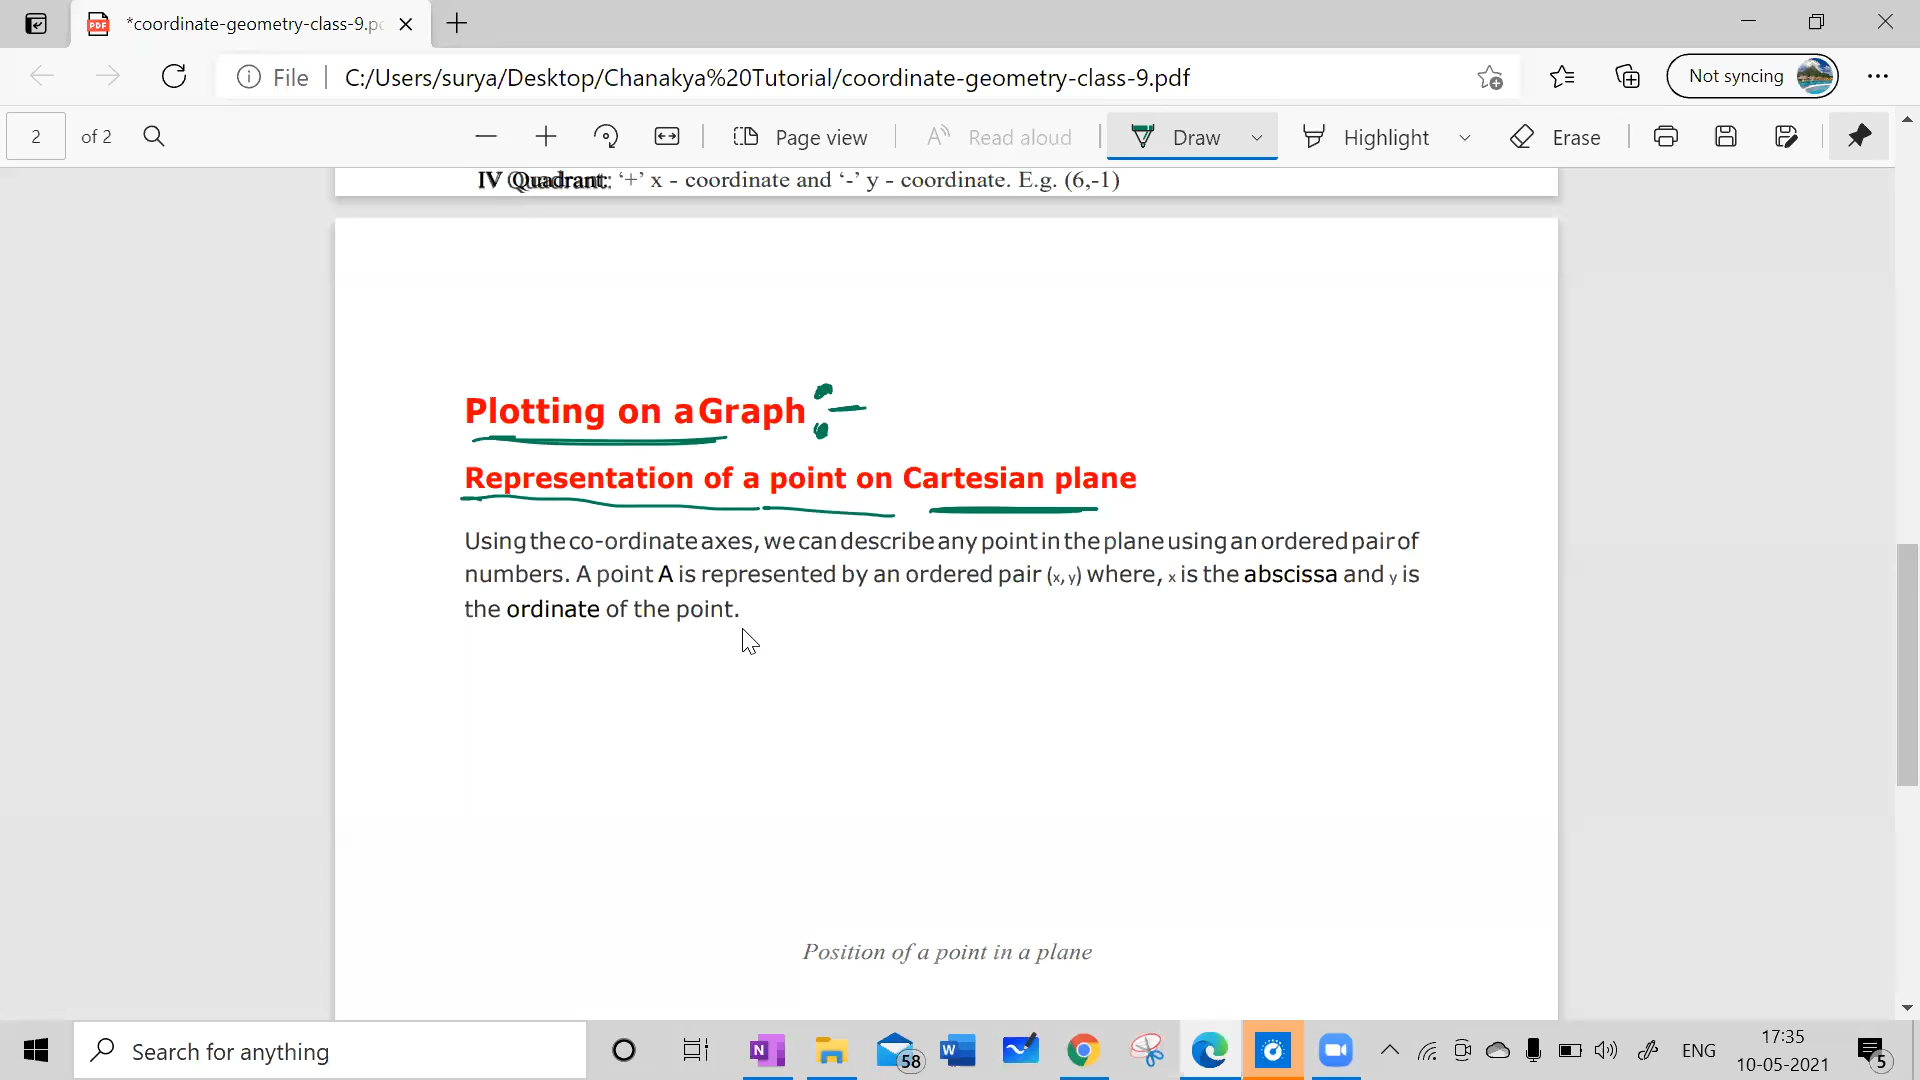 *coordinate-geometry-class-9.p
File
C:/Users/surya/Desktop/Chanakya%20Tutorial/coordinate-geometry-class-9.pdf
Not syncing
2 of 2
Page view
Read aloud
Draw
Highlight
Erase
IV Quadrant: ‘+’ x - coordinate and ‘-’ y - coordinate. E.g. (6,-1)
Plotting on a Graph :-
Representation of a point on Cartesian plane
Using the co-ordinate axes, we can describe any point in the plane using an ordered pair of
numbers. A point A is represented by an ordered pair (x, y) where, x is the abscissa and y is
the ordinate of the point.
Position of a point in a plane
Search for anything
58
ENG
17:35
10-05-2021
5